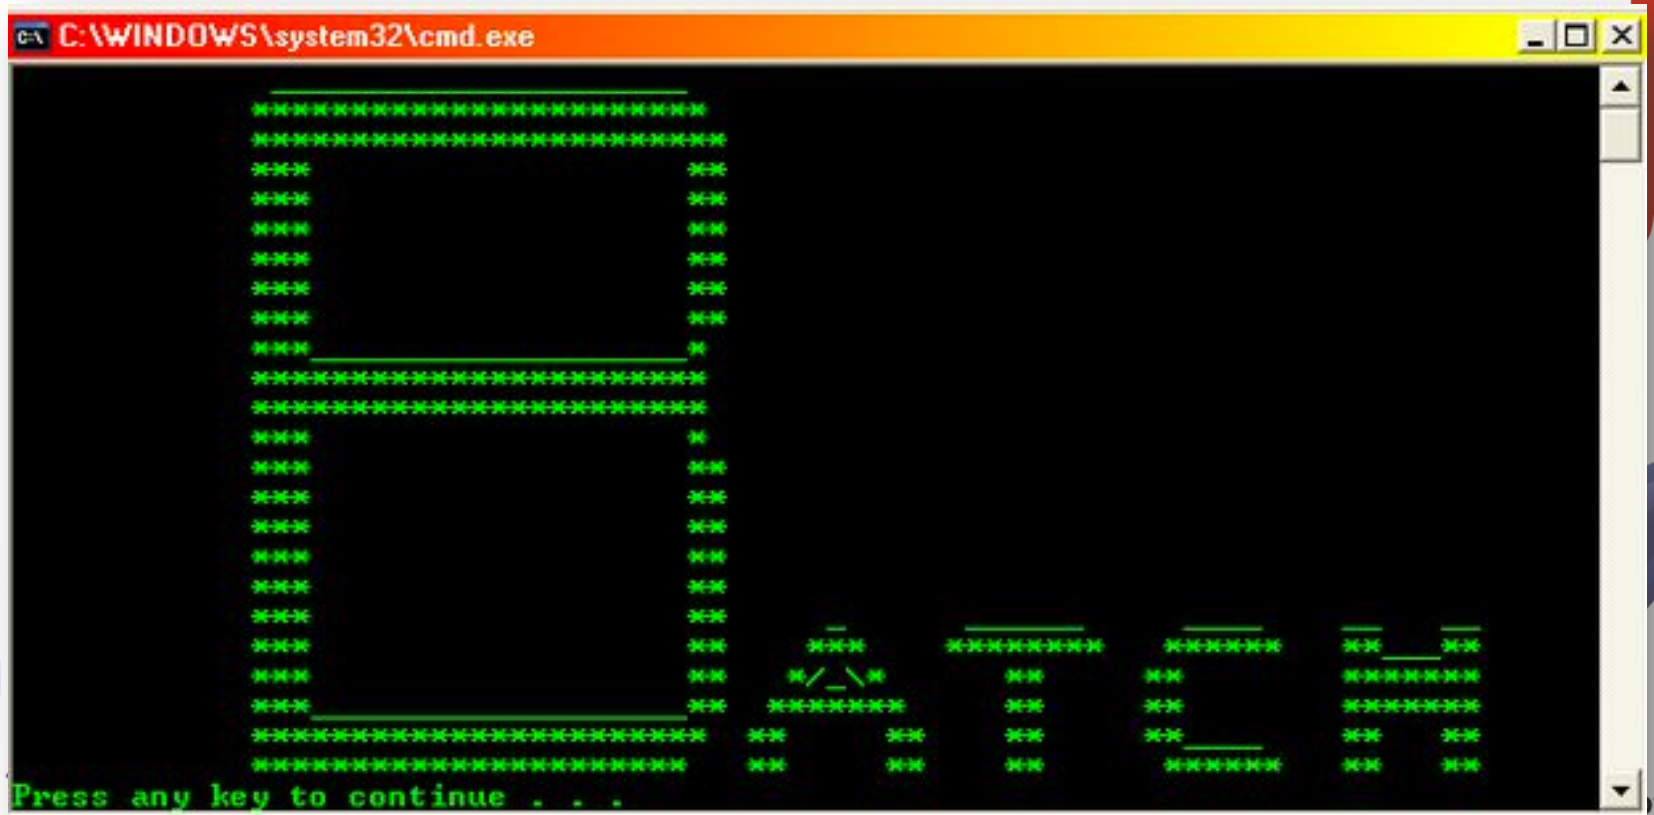 C:\WINDOWS\system32\cmd.exe
BATCH
Press any key to continue . . .